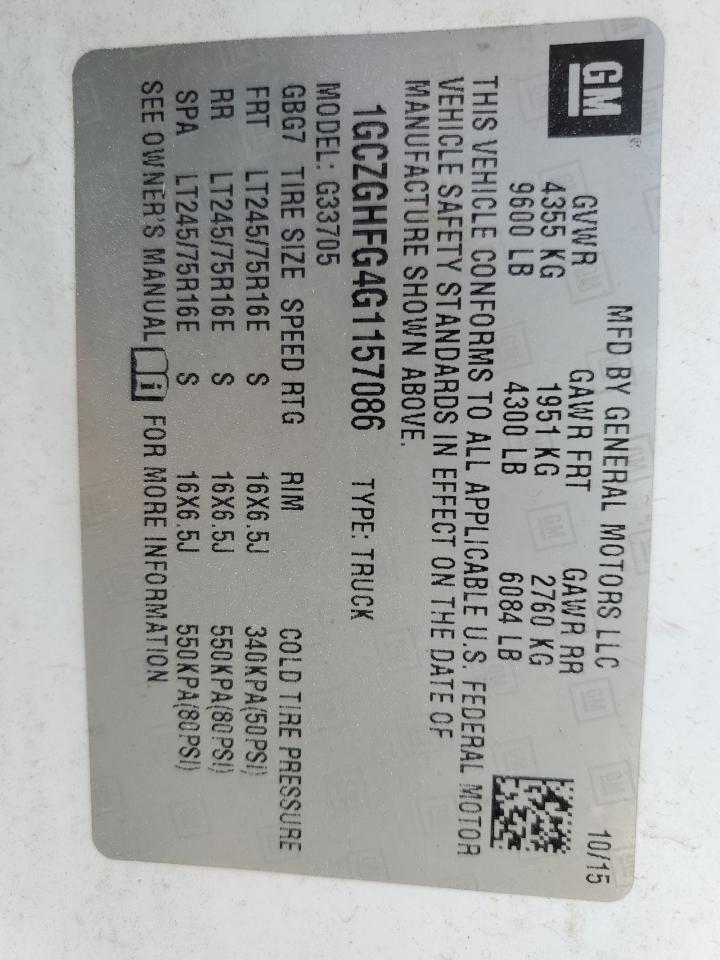 GM
MFD BY GENERAL MOTORS LLC 10/15
GVWR GAWR FRT GAWR RR
4355 KG 1951 KG 2760 KG
9600 LB 4300 LB 6084 LB
THIS VEHICLE CONFORMS TO ALL APPLICABLE U.S. FEDERAL MOTOR
VEHICLE SAFETY STANDARDS IN EFFECT ON THE DATE OF
MANUFACTURE SHOWN ABOVE.
1GCZGHFG4G1157086 TYPE: TRUCK
MODEL: G33705
GBG7 TIRE SIZE SPEED RTG RIM COLD TIRE PRESSURE
FRT LT245/75R16E S 16X6.5J 340KPA(50PSI)
RR LT245/75R16E S 16X6.5J 550KPA(80PSI)
SPA LT245/75R16E S 16X6.5J 550KPA(80PSI)
SEE OWNER'S MANUAL i FOR MORE INFORMATION.